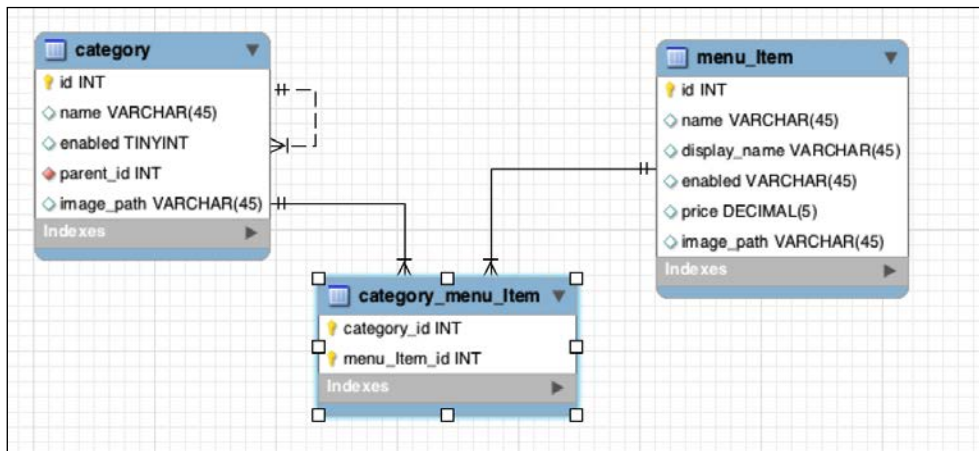 category
id INT
name VARCHAR(45)
enabled TINYINT
parent_id INT
image_path VARCHAR(45)
Indexes
menu_Item
id INT
name VARCHAR(45)
display_name VARCHAR(45)
enabled VARCHAR(45)
price DECIMAL(5)
image_path VARCHAR(45)
Indexes
category_menu_Item
category_id INT
menu_Item_id INT
Indexes